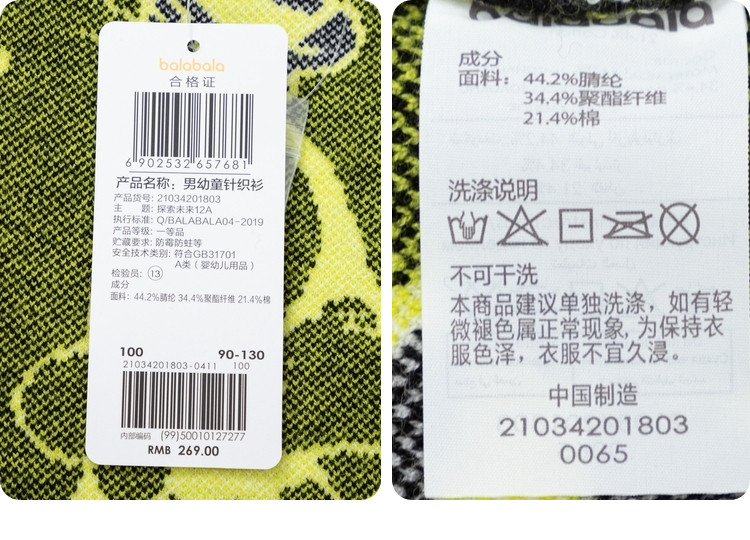 balabala
合格证
6 902532 657681
产品名称：男幼童针织衫
产品货号: 21034201803
主　　题: 探索未来12A
执行标准: Q/BALABALA04-2019
产品等级: 一等品
贮藏要求: 防霉防蛀等
安全技术类别: 符合GB31701
A类（婴幼儿用品）
检验员: 13
成分
面料: 44.2%腈纶 34.4%聚酯纤维 21.4%棉
100 90-130
21034201803-0411 100
内部编码 (99)50010127277
RMB 269.00
balabala
成分
面料：44.2%腈纶
34.4%聚酯纤维
21.4%棉
洗涤说明
不可干洗
本商品建议单独洗涤，如有轻
微褪色属正常现象, 为保持衣
服色泽，衣服不宜久浸。
中国制造
21034201803
0065